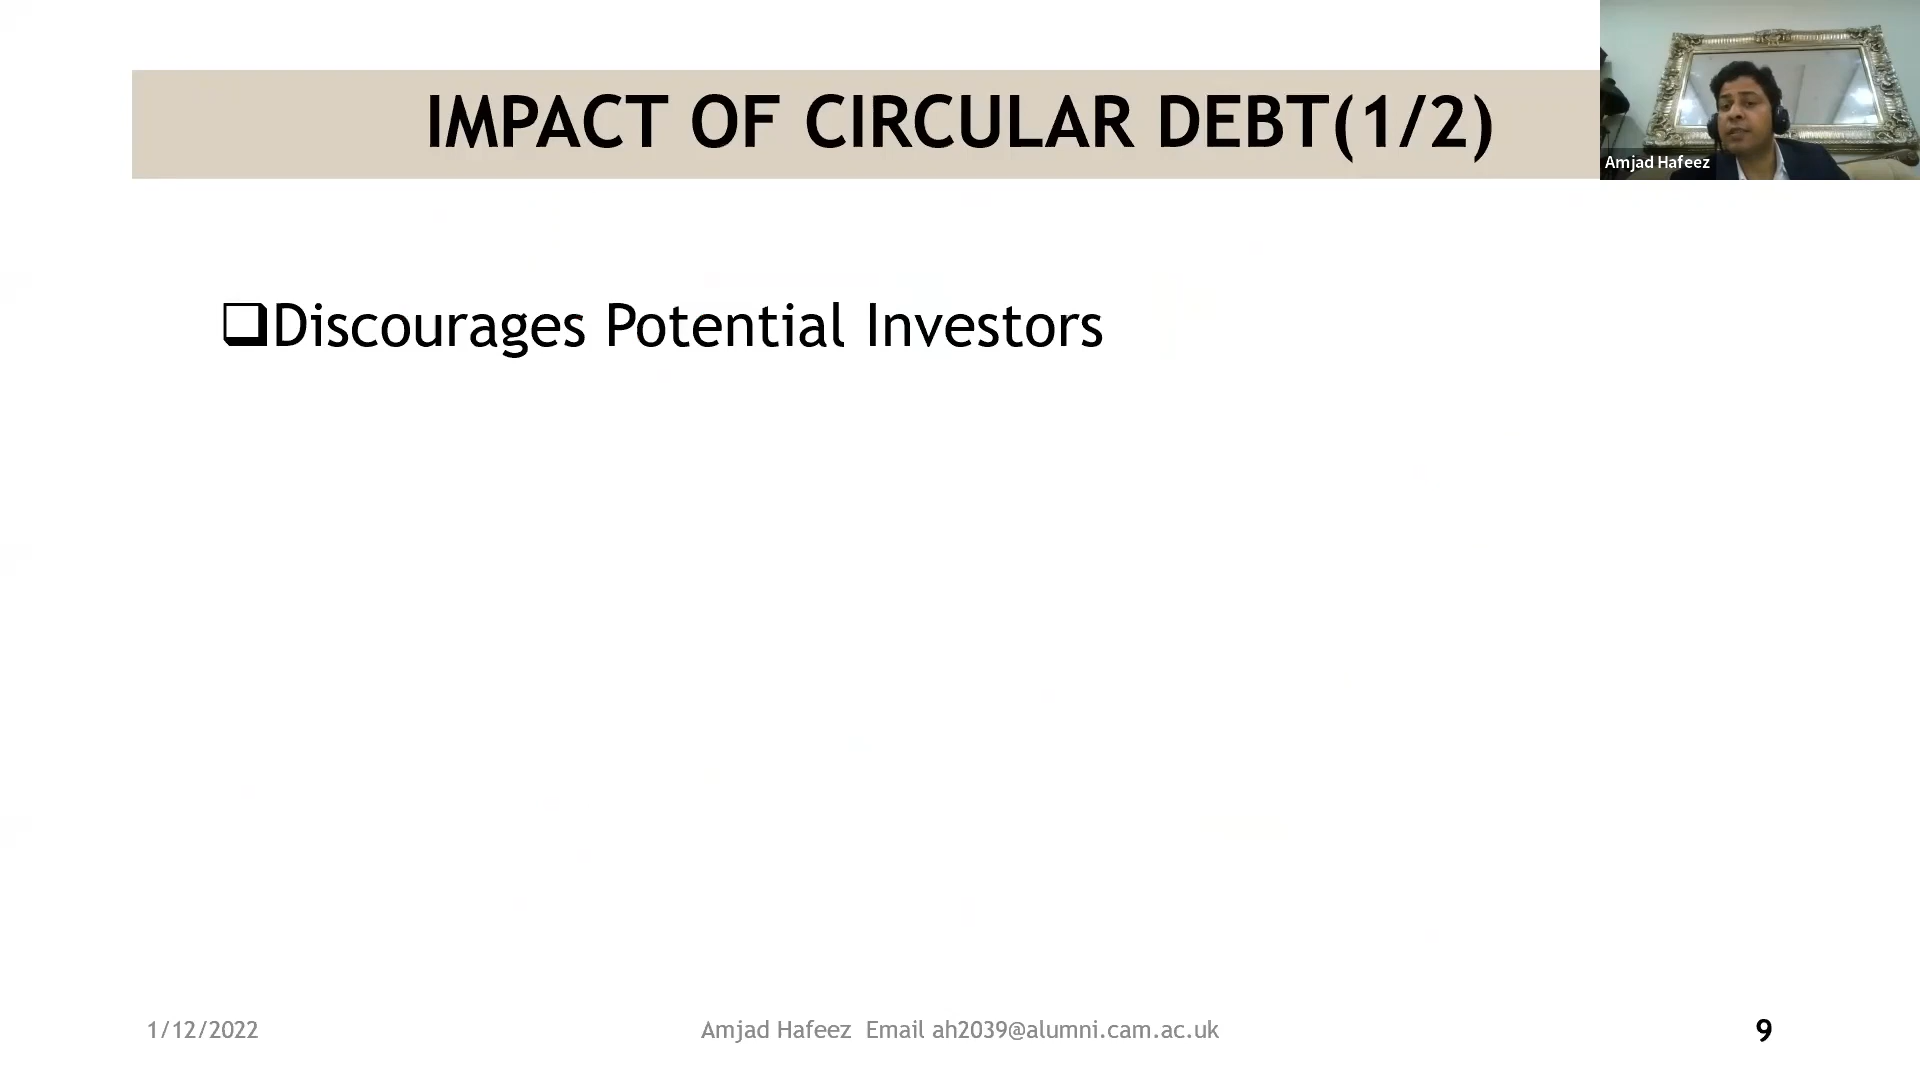 IMPACT OF CIRCULAR DEBT(1/2)
Amjad Hafeez
Discourages Potential Investors
1/12/2022
Amjad Hafeez Email ah2039@alumni.cam.ac.uk
9